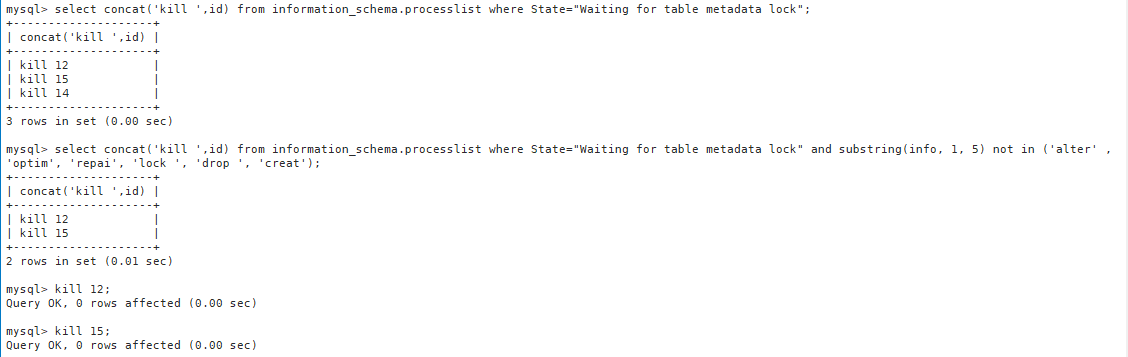 mysql> select concat('kill ',id) from information_schema.processlist where State="Waiting for table metadata lock";
+--------------------+
| concat('kill ',id) |
+--------------------+
| kill 12            |
| kill 15            |
| kill 14            |
+--------------------+
3 rows in set (0.00 sec)
mysql> select concat('kill ',id) from information_schema.processlist where State="Waiting for table metadata lock" and substring(info, 1, 5) not in ('alter' ,
'optim', 'repai', 'lock ', 'drop ', 'creat');
+--------------------+
| concat('kill ',id) |
+--------------------+
| kill 12            |
| kill 15            |
+--------------------+
2 rows in set (0.01 sec)
mysql> kill 12;
Query OK, 0 rows affected (0.00 sec)
mysql> kill 15;
Query OK, 0 rows affected (0.00 sec)